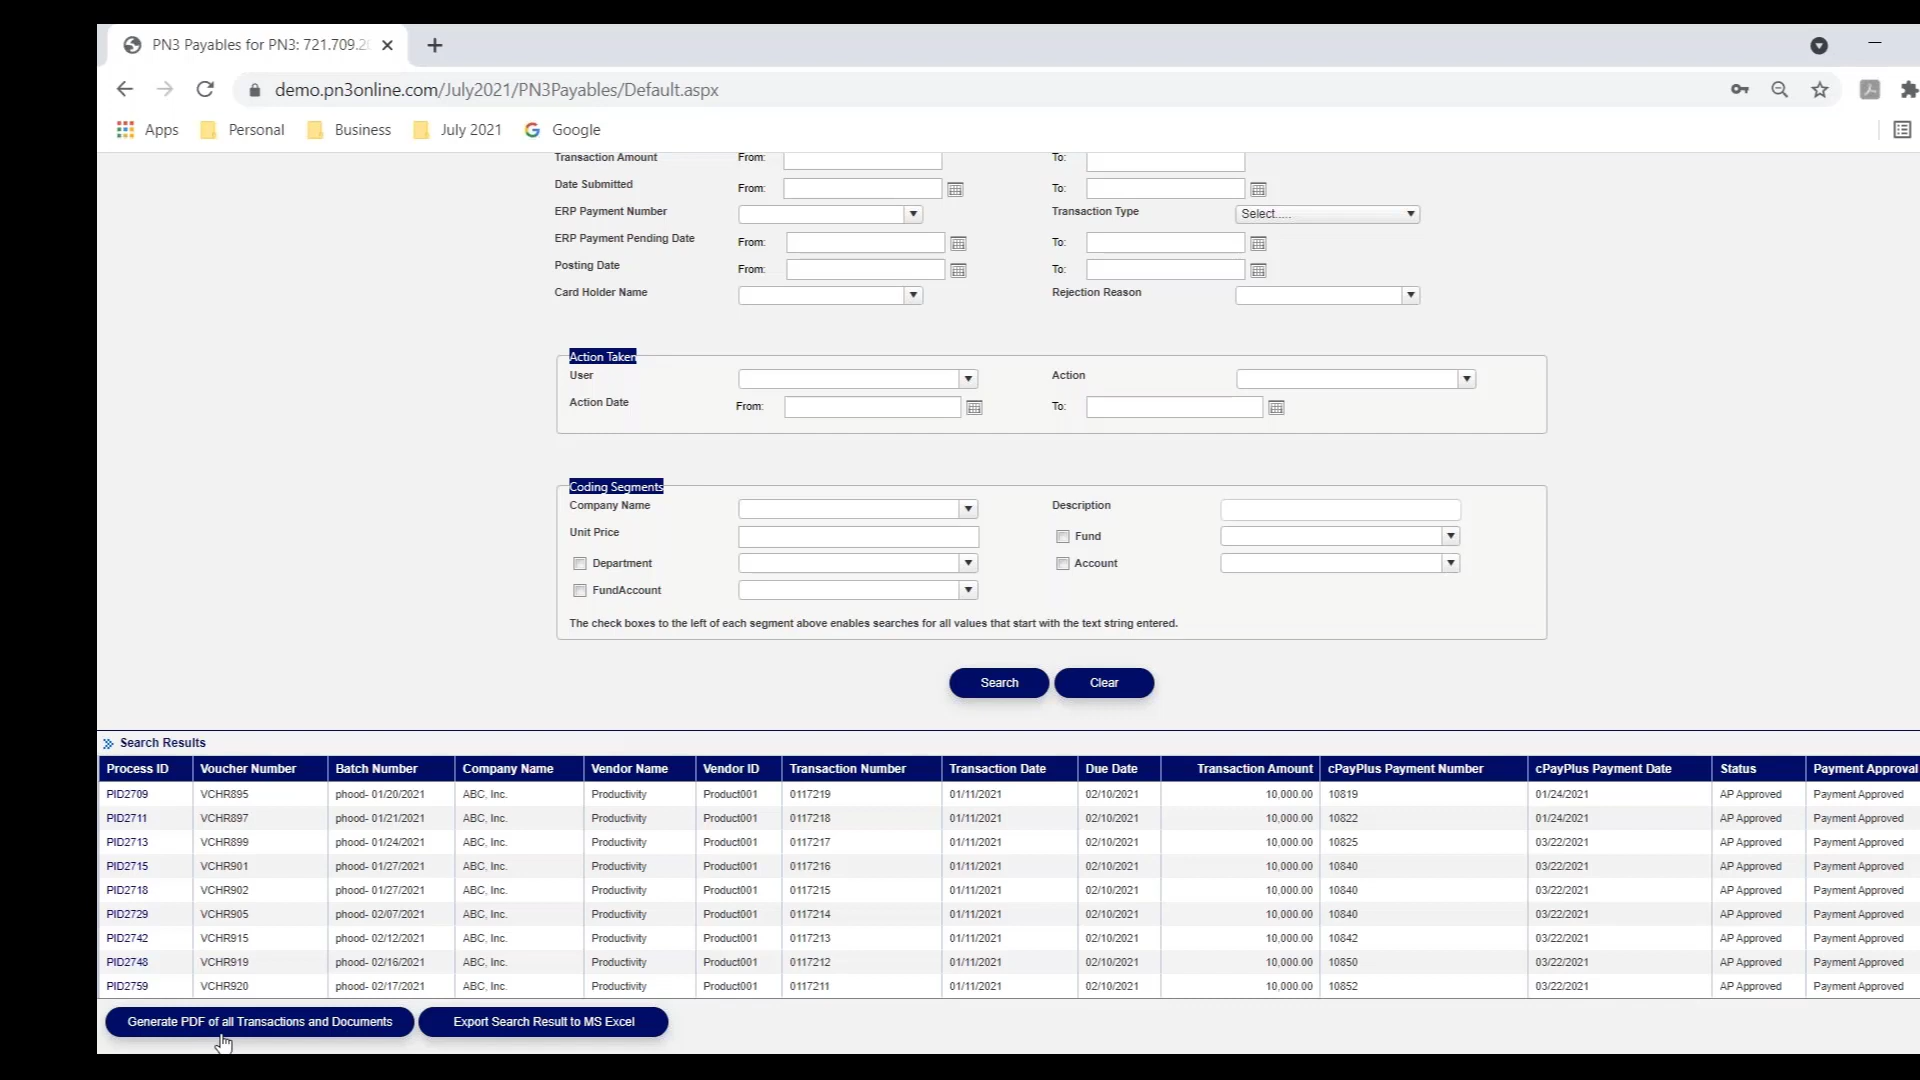 PN3 Payables for PN3: 721.709.20
demo.pn3online.com/July2021/PN3Payables/Default.aspx
Apps Personal Business July 2021 Google
Transaction Amount From: To:
Date Submitted From: To:
ERP Payment Number Transaction Type Select.....
ERP Payment Pending Date From: To:
Posting Date From: To:
Card Holder Name Rejection Reason
Action Taken
User Action
Action Date From: To:
Coding Segments
Company Name Description
Unit Price Fund
Department Account
FundAccount
The check boxes to the left of each segment above enables searches for all values that start with the text string entered.
Search Clear
Search Results
Process ID Voucher Number Batch Number Company Name Vendor Name Vendor ID Transaction Number Transaction Date Due Date Transaction Amount cPayPlus Payment Number cPayPlus Payment Date Status Payment Approval
PID2709 VCHR895 phood- 01/20/2021 ABC, Inc. Productivity Product001 0117219 01/11/2021 02/10/2021 10,000.00 10819 01/24/2021 AP Approved Payment Approved
PID2711 VCHR897 phood- 01/21/2021 ABC, Inc. Productivity Product001 0117218 01/11/2021 02/10/2021 10,000.00 10822 01/24/2021 AP Approved Payment Approved
PID2713 VCHR899 phood- 01/24/2021 ABC, Inc. Productivity Product001 0117217 01/11/2021 02/10/2021 10,000.00 10825 03/22/2021 AP Approved Payment Approved
PID2715 VCHR901 phood- 01/27/2021 ABC, Inc. Productivity Product001 0117216 01/11/2021 02/10/2021 10,000.00 10840 03/22/2021 AP Approved Payment Approved
PID2718 VCHR902 phood- 01/27/2021 ABC, Inc. Productivity Product001 0117215 01/11/2021 02/10/2021 10,000.00 10840 03/22/2021 AP Approved Payment Approved
PID2729 VCHR905 phood- 02/07/2021 ABC, Inc. Productivity Product001 0117214 01/11/2021 02/10/2021 10,000.00 10840 03/22/2021 AP Approved Payment Approved
PID2742 VCHR915 phood- 02/12/2021 ABC, Inc. Productivity Product001 0117213 01/11/2021 02/10/2021 10,000.00 10842 03/22/2021 AP Approved Payment Approved
PID2748 VCHR919 phood- 02/16/2021 ABC, Inc. Productivity Product001 0117212 01/11/2021 02/10/2021 10,000.00 10850 03/22/2021 AP Approved Payment Approved
PID2759 VCHR920 phood- 02/17/2021 ABC, Inc. Productivity Product001 0117211 01/11/2021 02/10/2021 10,000.00 10852 03/22/2021 AP Approved Payment Approved
Generate PDF of all Transactions and Documents Export Search Result to MS Excel